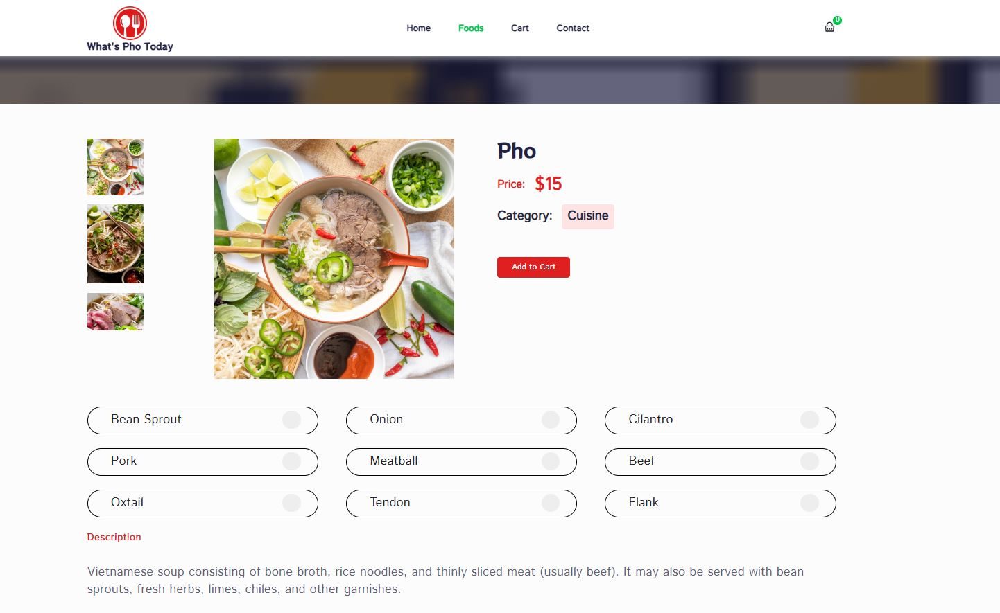 What's Pho Today
Home Foods Cart Contact
0
Pho
Price: $15
Category: Cuisine
Add to Cart
Bean Sprout Onion Cilantro
Pork Meatball Beef
Oxtail Tendon Flank
Description
Vietnamese soup consisting of bone broth, rice noodles, and thinly sliced meat (usually beef). It may also be served with bean
sprouts, fresh herbs, limes, chiles, and other garnishes.